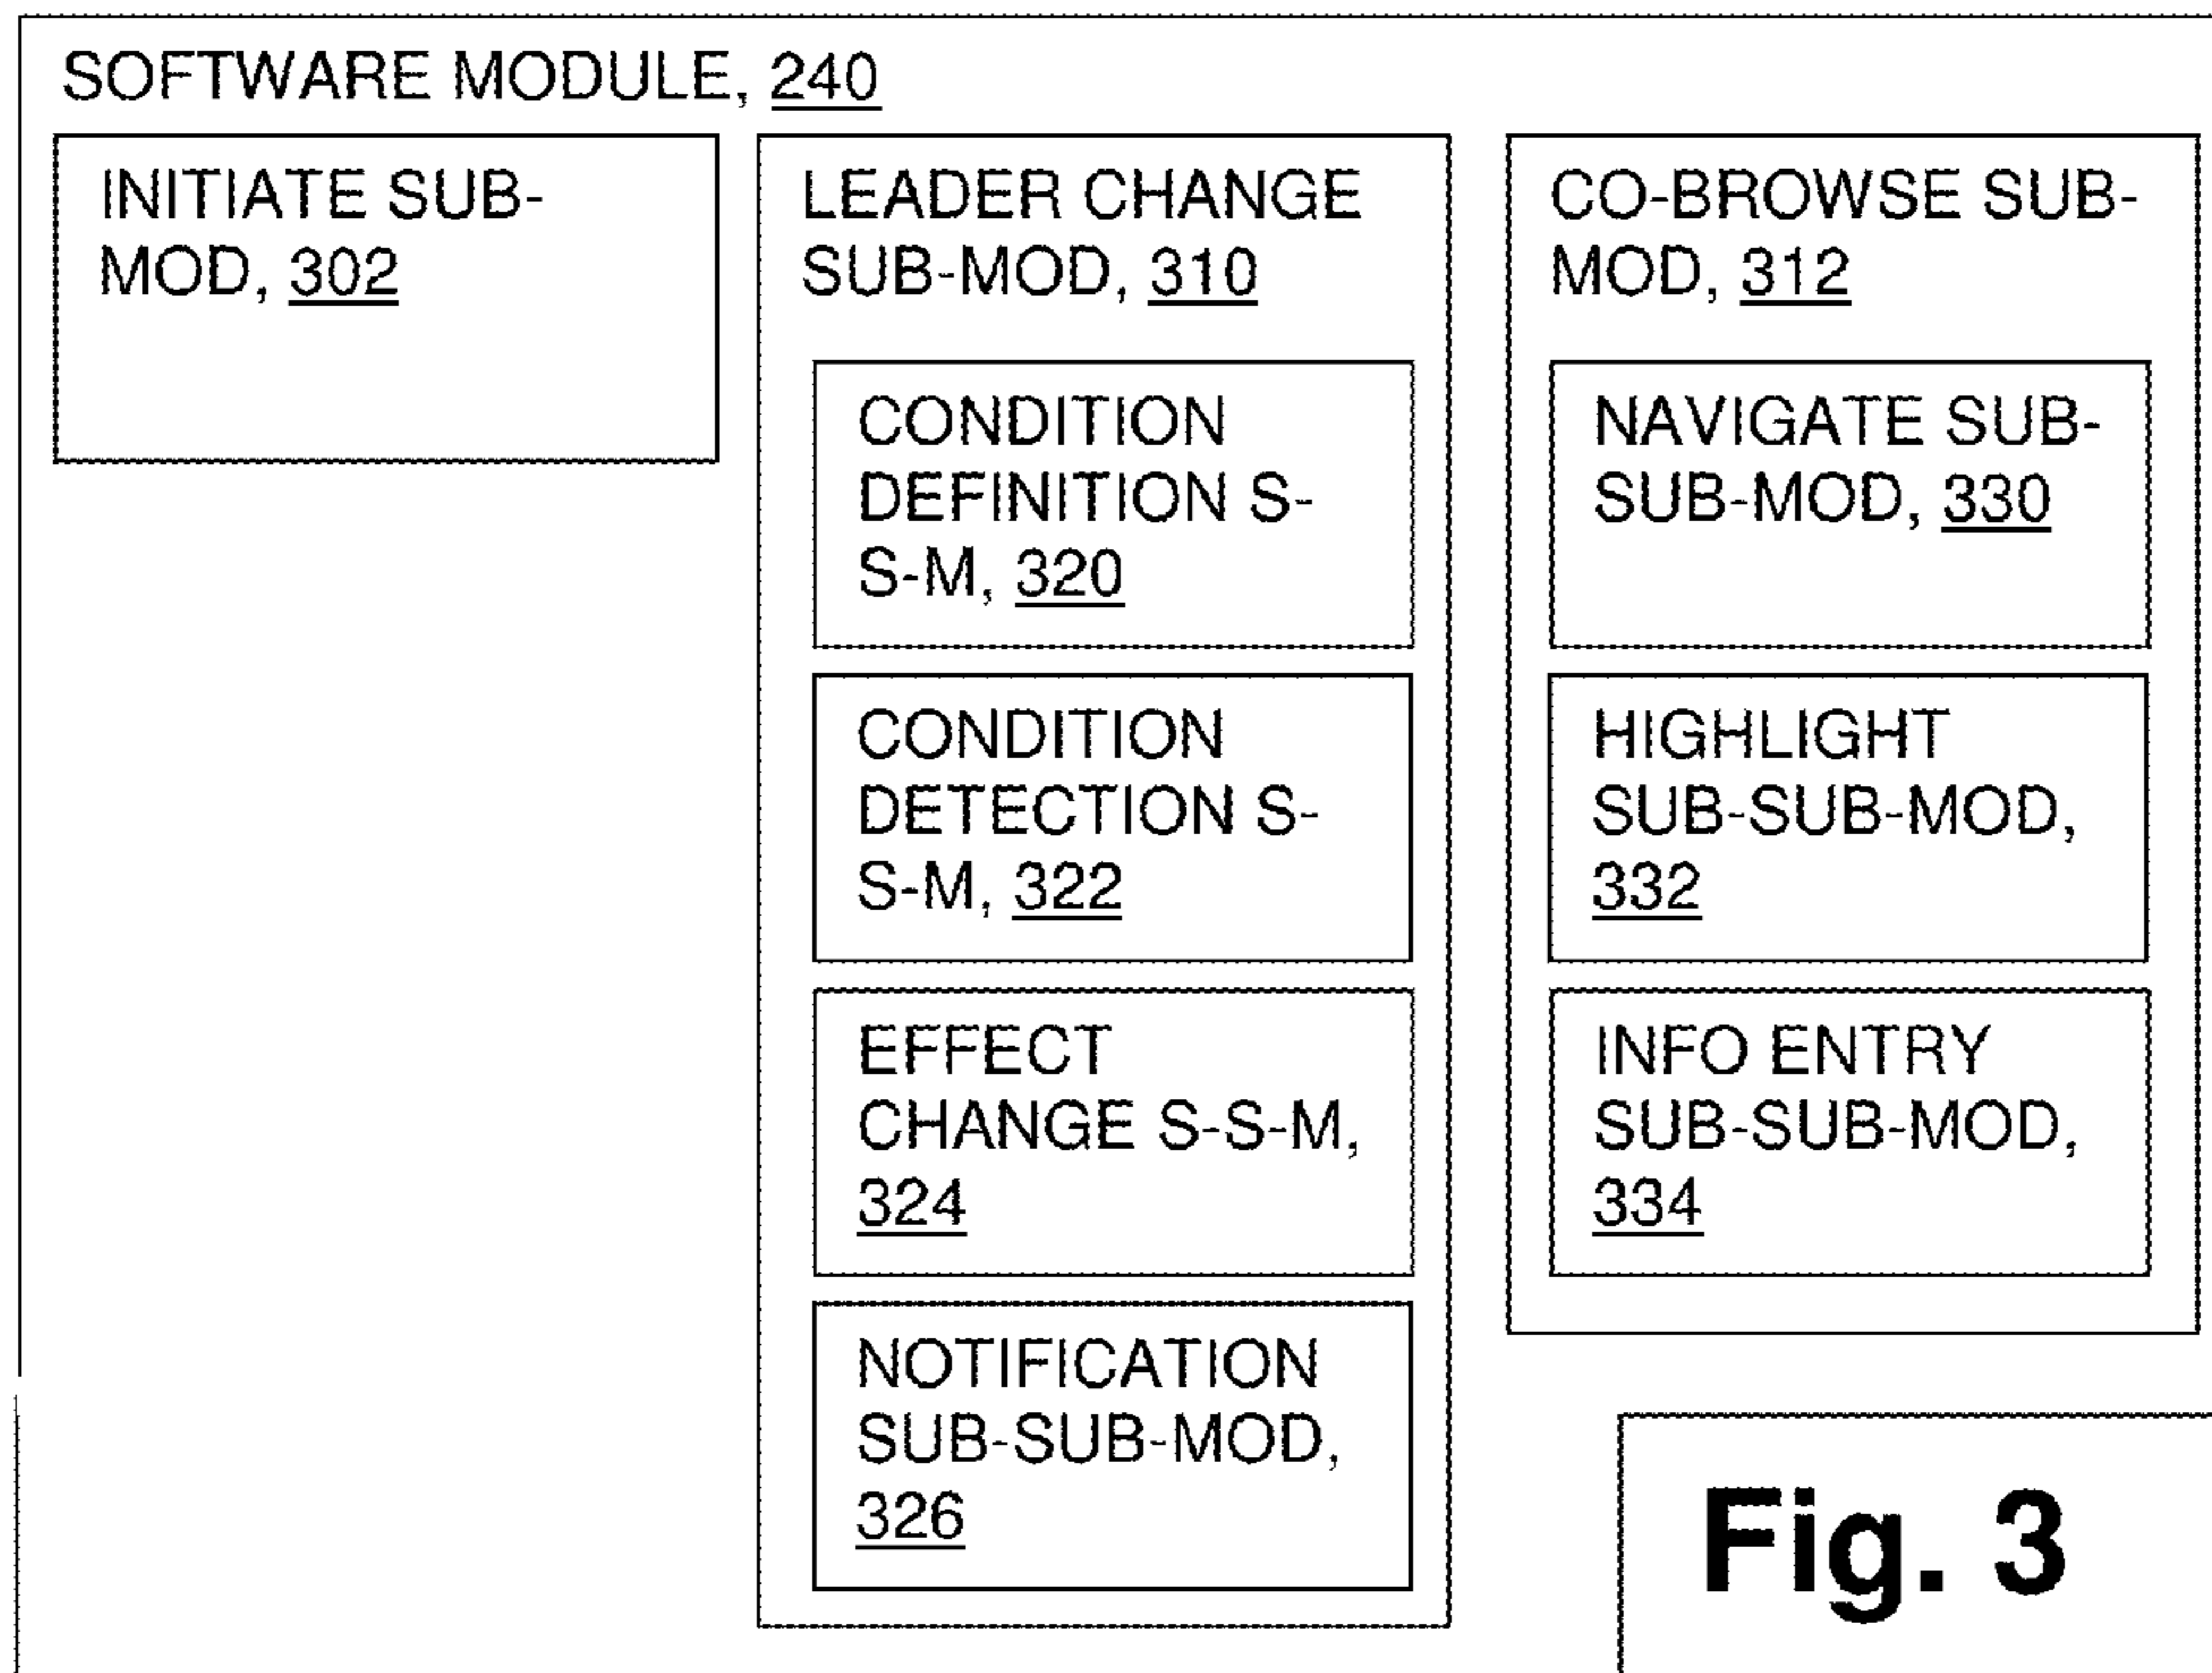 SOFTWARE MODULE, 240
INITIATE SUB-
MOD, 302
LEADER CHANGE
SUB-MOD, 310
CONDITION
DEFINITION S-
S-M, 320
CONDITION
DETECTION S-
S-M, 322
EFFECT
CHANGE S-S-M,
324
NOTIFICATION
SUB-SUB-MOD,
326
CO-BROWSE SUB-
MOD, 312
NAVIGATE SUB-
SUB-MOD, 330
HIGHLIGHT
SUB-SUB-MOD,
332
INFO ENTRY
SUB-SUB-MOD,
334
Fig. 3